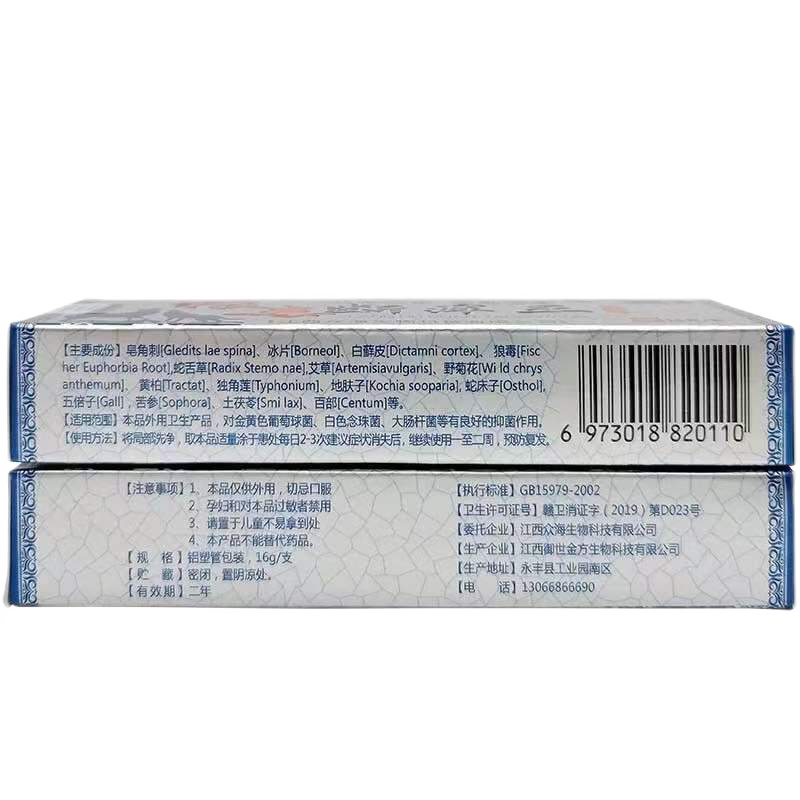 【主要成份】皂角刺[Gledits lae spina]、冰片[Borneol]、白藓皮[Dictamni cortex]、 狼毒[Fisc
her Euphorbia Root],蛇舌草[Radix Stemo nae],艾草[Artemisiavulgaris]、野菊花[Wi ld chrys
anthemum]、 黄柏[Tractat]、独角莲[Typhonium]、地肤子[Kochia sooparia], 蛇床子[Osthol],
五倍子[Gall]，苦参[Sophora]、土茯苓[Smi lax]、百部[Centum]等。
【适用范围】本品外用卫生产品，对金黄色葡萄球菌、白色念珠菌、大肠杆菌等有良好的抑菌作用。
【使用方法】将局部洗净，取本品适量涂于患处每日2-3次建议症状消失后，继续使用一至二周，预防复发。
6 973018 820110
【注意事项】1、本品仅供外用，切忌口服
2、孕妇和对本品过敏者禁用
3、请置于儿童不易拿到处
4、本产品不能替代药品。
【规 格】铝塑管包装，16g/支
【贮 藏】密闭，置阴凉处。
【有效期】二年
【执行标准】GB15979-2002
【卫生许可证号】赣卫消证字（2019）第D023号
【委托企业】江西众海生物科技有限公司
【生产企业】江西御世金方生物科技有限公司
【生产地址】永丰县工业园南区
【电 话】13066866690